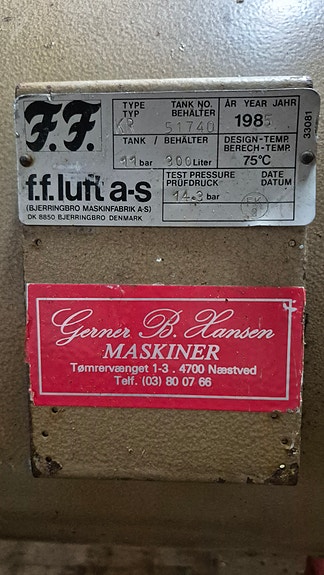 F.F.
TYPE TANK NO. ÅR YEAR JAHR
TYP BEHÄLTER
51740 198
TANK / BEHÄLTER DESIGN-TEMP.
BERECH-TEMP.
11 bar 300 Liter 75°C
TEST PRESSURE DATE
PRÜFDRUCK DATUM
14.3 bar
33081
f.f. luft a-s
(BJERRINGBRO MASKINFABRIK A-S)
DK 8850 BJERRINGBRO DENMARK
Gerner B. Hansen
MASKINER
Tømrervænget 1-3 . 4700 Næstved
Telf. (03) 80 07 66